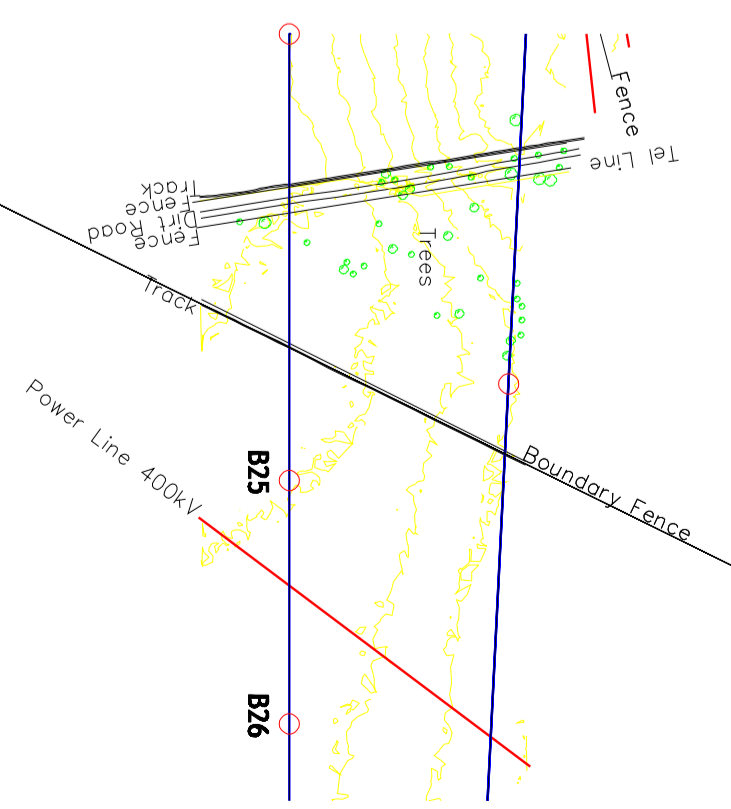 Fence
Tel Line
Track
Fence
Dirt Road
Fence
Trees
Track
Power Line 400kV
B25
Boundary Fence
B26